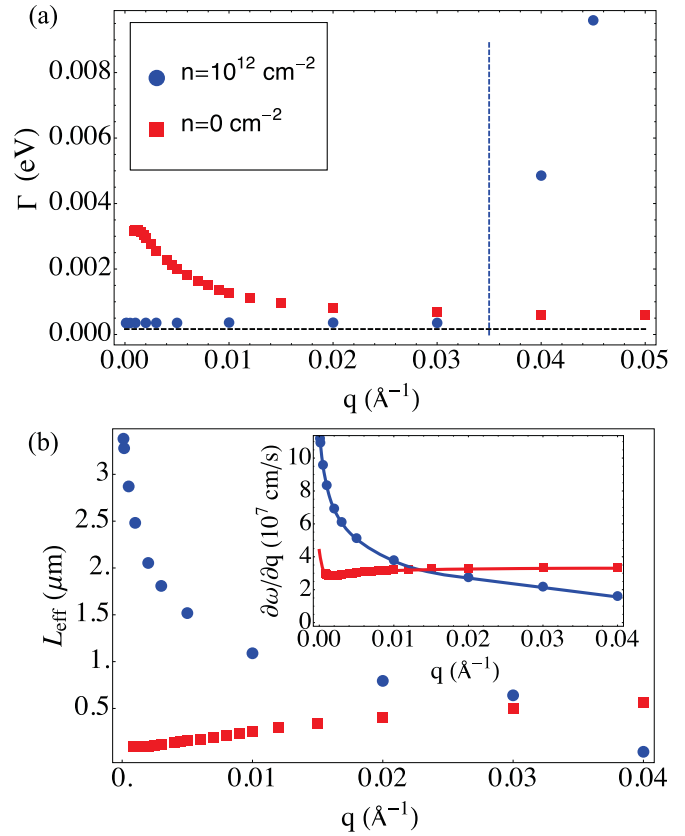 (a)
n=10¹² cm⁻²
n=0 cm⁻²
0.008
0.006
0.004
0.002
0.000
Γ (eV)
0.00 0.01 0.02 0.03 0.04 0.05
q (Å⁻¹)
(b)
3
2.5
2.
1.5
1.
0.5
L_eff (μm)
0. 0.01 0.02 0.03 0.04
q (Å⁻¹)
10
8
6
4
2
0
∂ω/∂q (10⁷ cm/s)
0.00 0.01 0.02 0.03 0.04
q (Å⁻¹)